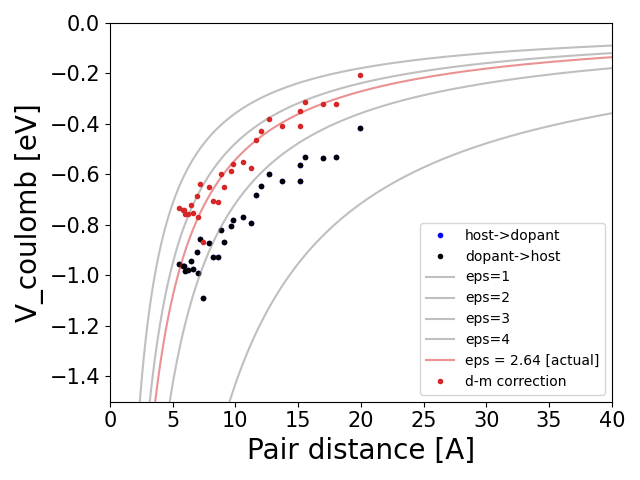 0.0
−0.2
−0.4
−0.6
−0.8
−1.0
−1.2
−1.4
V_coulomb [eV]
host->dopant
dopant->host
eps=1
eps=2
eps=3
eps=4
eps = 2.64 [actual]
d-m correction
0 5 10 15 20 25 30 35 40
Pair distance [A]